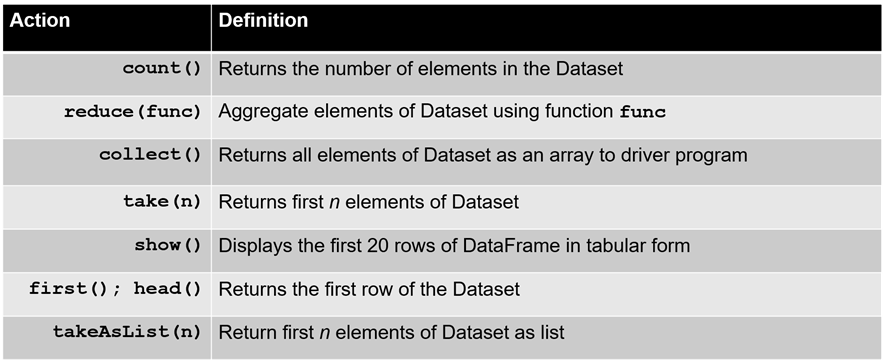 Action Definition
count() Returns the number of elements in the Dataset
reduce(func) Aggregate elements of Dataset using function func
collect() Returns all elements of Dataset as an array to driver program
take(n) Returns first n elements of Dataset
show() Displays the first 20 rows of DataFrame in tabular form
first(); head() Returns the first row of the Dataset
takeAsList(n) Return first n elements of Dataset as list